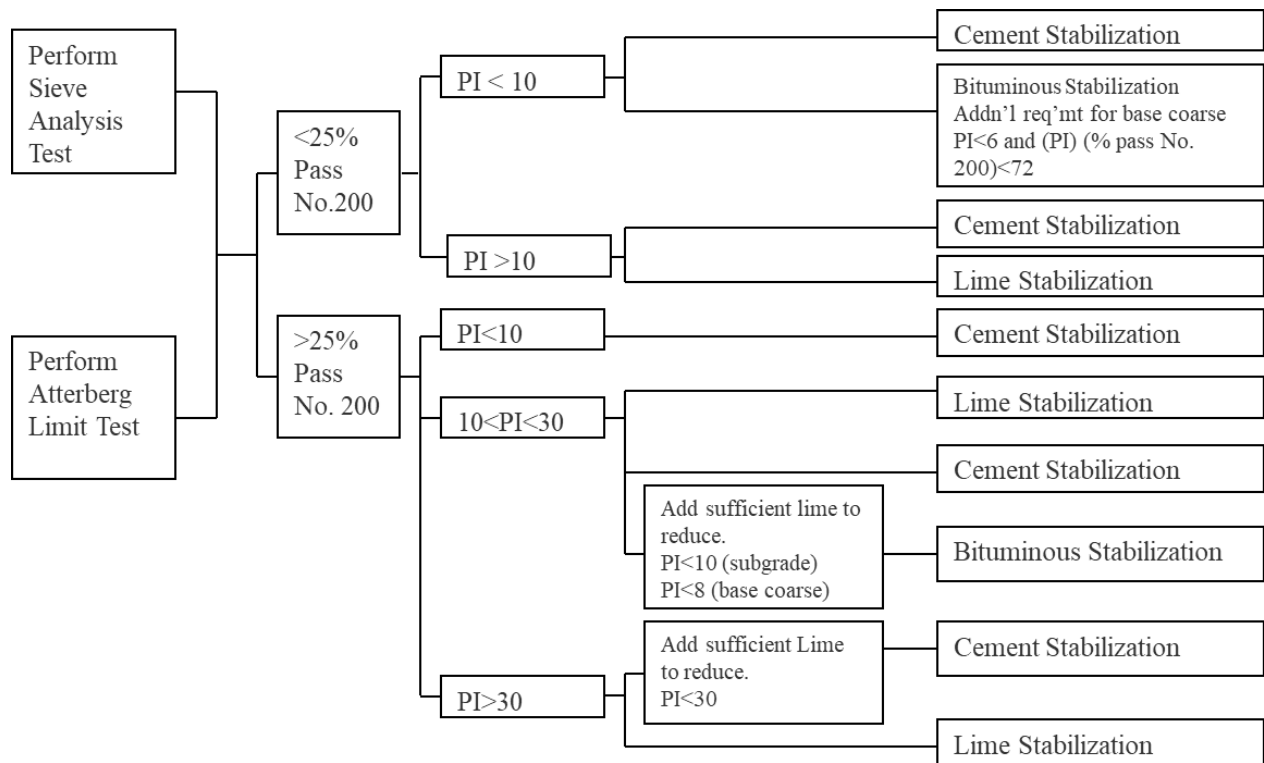 Perform
Sieve
Analysis
Test
Perform
Atterberg
Limit Test
<25%
Pass
No.200
>25%
Pass
No. 200
PI < 10
PI >10
PI<10
10<PI<30
PI>30
Add sufficient lime to
reduce.
PI<10 (subgrade)
PI<8 (base coarse)
Add sufficient Lime
to reduce.
PI<30
Cement Stabilization
Bituminous Stabilization
Addn’l req’mt for base coarse
PI<6 and (PI) (% pass No.
200)<72
Cement Stabilization
Lime Stabilization
Cement Stabilization
Lime Stabilization
Cement Stabilization
Bituminous Stabilization
Cement Stabilization
Lime Stabilization